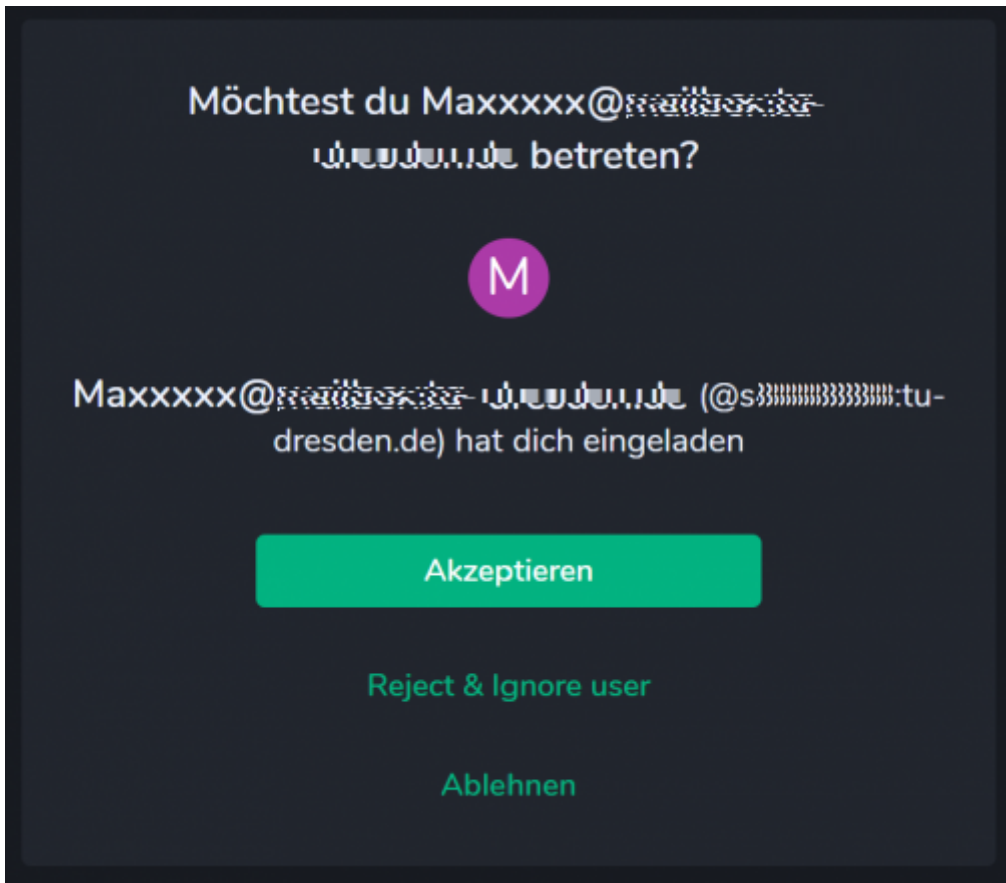 Möchtest du Maxxxxx@
betreten?
M
Maxxxxx@ (@s :tu-
dresden.de) hat dich eingeladen
Akzeptieren
Reject & Ignore user
Ablehnen